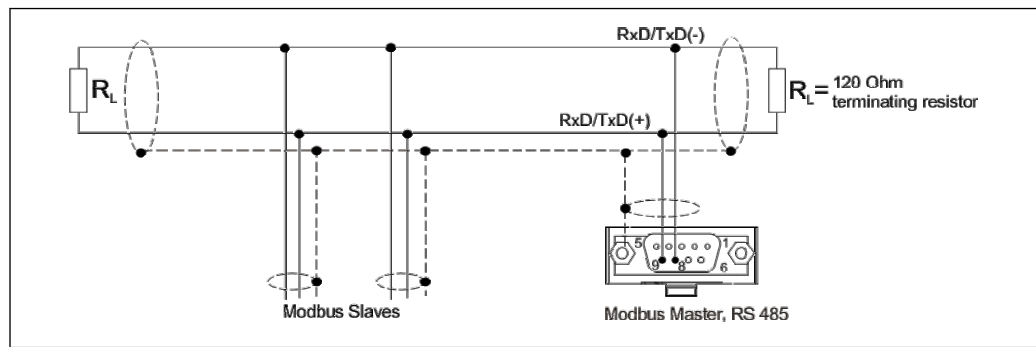 RxD/TxD(-)
RL
RL= 120 Ohm
terminating resistor
RxD/TxD(+)
5
1
9
8
6
Modbus Slaves
Modbus Master, RS 485